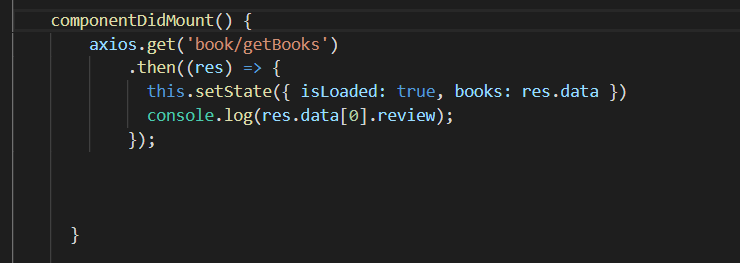 componentDidMount() {
axios.get('book/getBooks')
.then((res) => {
this.setState({ isLoaded: true, books: res.data })
console.log(res.data[0].review);
});
}